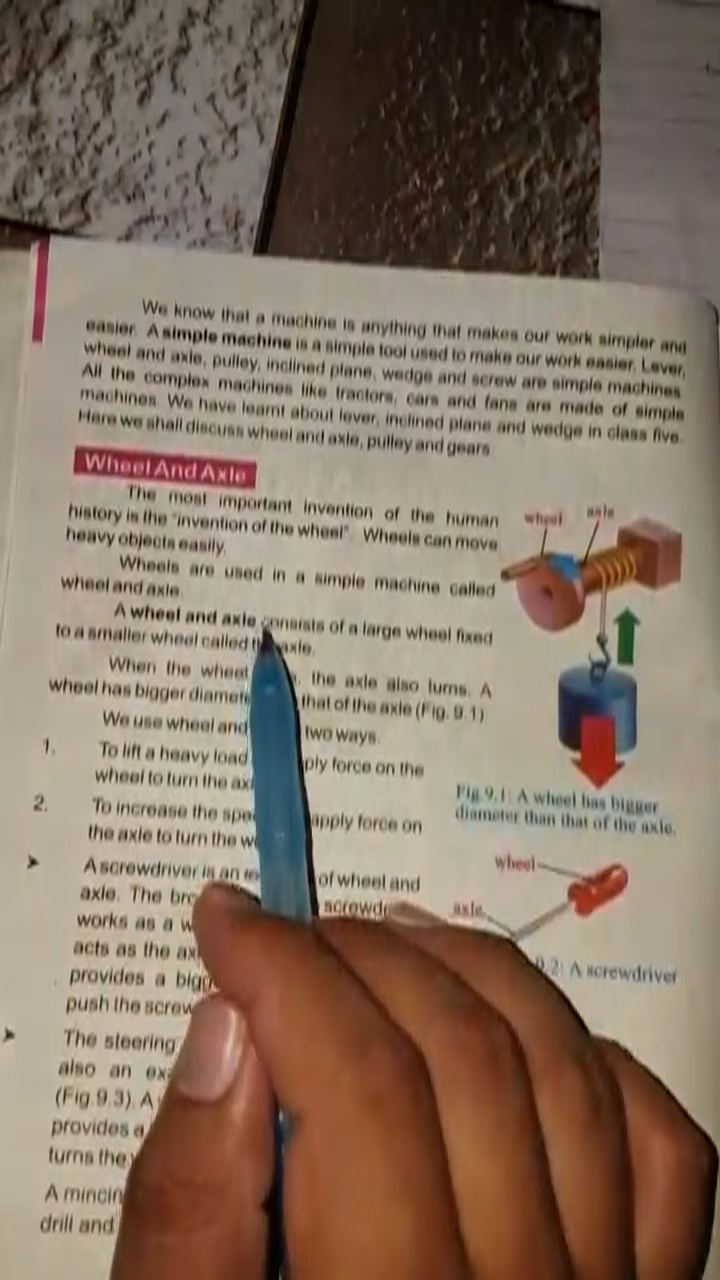 We know that a machine is anything that makes our work simpler and
easier. A simple machine is a simple tool used to make our work easier. Lever,
wheel and axle, pulley, inclined plane, wedge and screw are simple machines.
All the complex machines like tractors, cars and fans are made of simple
machines. We have learnt about lever, inclined plane and wedge in class five.
Here we shall discuss wheel and axle, pulley and gears
Wheel And Axle
The most important invention of the human
history is the "invention of the wheel". Wheels can move
heavy objects easily.
Wheels are used in a simple machine called
wheel and axle.
A wheel and axle consists of a large wheel fixed
to a smaller wheel called axle.
When the wheel the axle also turns. A
wheel has bigger that of the axle (Fig. 9.1)
We use wheel and two ways.
1. To lift a heavy load force on the
wheel to turn the
2. To increase the apply force on
the axle to turn the
➤ A screwdriver is an of wheel and
axle. The
works as a
acts as the
provides a
push the
➤ The steering
also an
(Fig.9.3). A
provides a
turns the
A
drill and
wheel axle
Fig.9.1: A wheel has bigger
diameter than that of the axle.
wheel
axle
9.2: A screwdriver